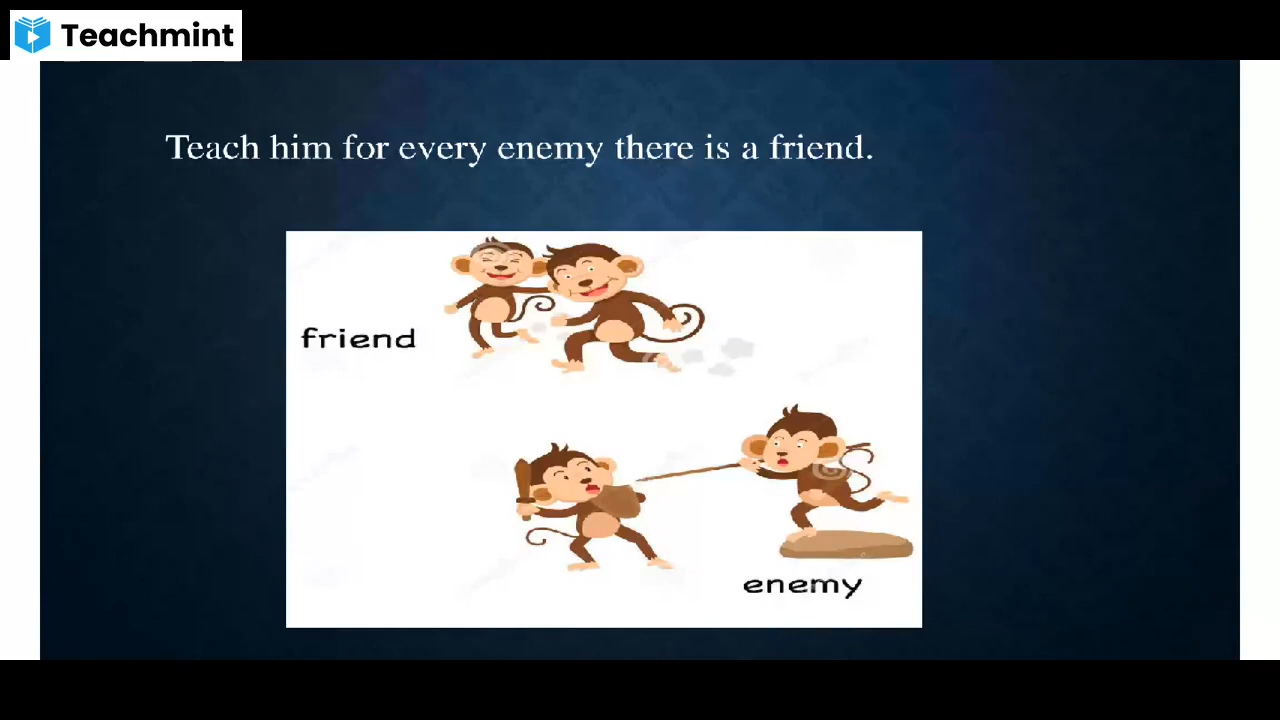 Teachmint
Teach him for every enemy there is a friend.
friend
enemy